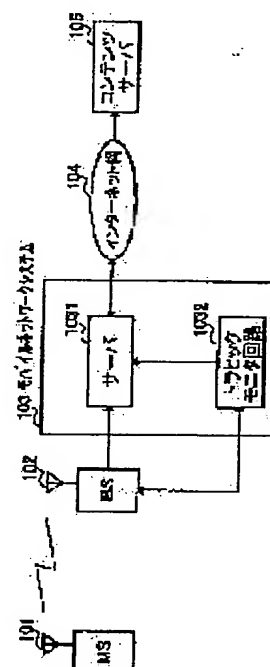 101
MS
102
BS
103 モバイルネットワークシステム
1031
サーバ
1032
トラヒック
モニタ回路
104
インターネット網
105
コンテンツ
サーバ